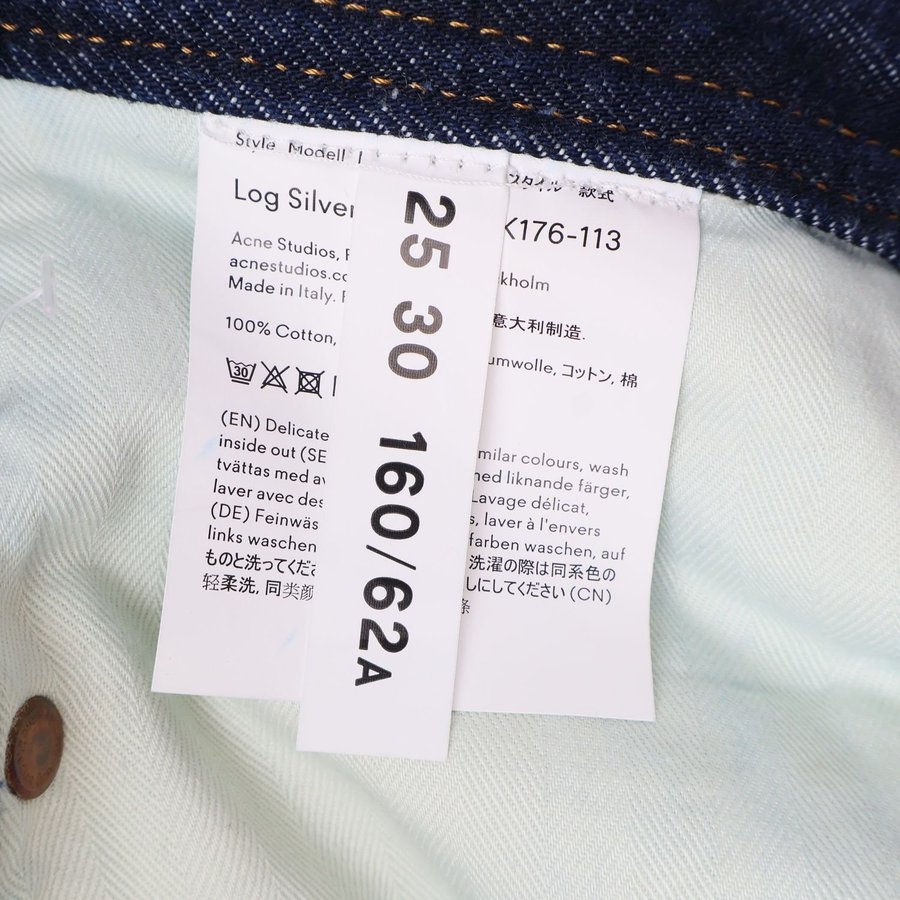 Style Modell
スタイル 款式
Log Silver
K176-113
Acne Studios,
kholm
acnestudios.co
Made in Italy.
意大利制造.
100% Cotton,
umwolle, コットン, 棉
30
(EN) Delicate
milar colours, wash
inside out (SE
ned liknande färger,
tvättas med av
Lavage délicat,
laver avec des
s, laver à l'envers
(DE) Feinwäs
farben waschen, auf
links waschen
洗濯の際は同系色の
ものと洗ってくださ
しにしてください (CN)
轻柔洗, 同类颜
25 30 160/62A